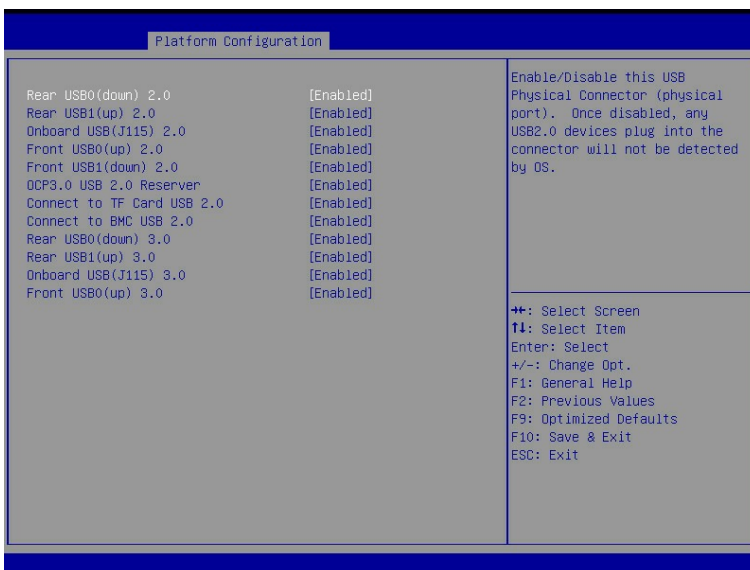 Platform Configuration
Rear USB0(down) 2.0 [Enabled]
Rear USB1(up) 2.0 [Enabled]
Onboard USB(J115) 2.0 [Enabled]
Front USB0(up) 2.0 [Enabled]
Front USB1(down) 2.0 [Enabled]
OCP3.0 USB 2.0 Reserver [Enabled]
Connect to TF Card USB 2.0 [Enabled]
Connect to BMC USB 2.0 [Enabled]
Rear USB0(down) 3.0 [Enabled]
Rear USB1(up) 3.0 [Enabled]
Onboard USB(J115) 3.0 [Enabled]
Front USB0(up) 3.0 [Enabled]
Enable/Disable this USB
Physical Connector (physical
port). Once disabled, any
USB2.0 devices plug into the
connector will not be detected
by OS.
→←: Select Screen
↑↓: Select Item
Enter: Select
+/-: Change Opt.
F1: General Help
F2: Previous Values
F9: Optimized Defaults
F10: Save & Exit
ESC: Exit